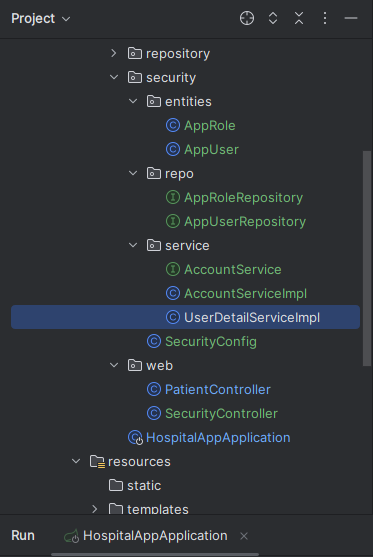 Project
repository
security
entities
AppRole
AppUser
repo
AppRoleRepository
AppUserRepository
service
AccountService
AccountServiceImpl
UserDetailServiceImpl
SecurityConfig
web
PatientController
SecurityController
HospitalAppApplication
resources
static
templates
Run HospitalAppApplication